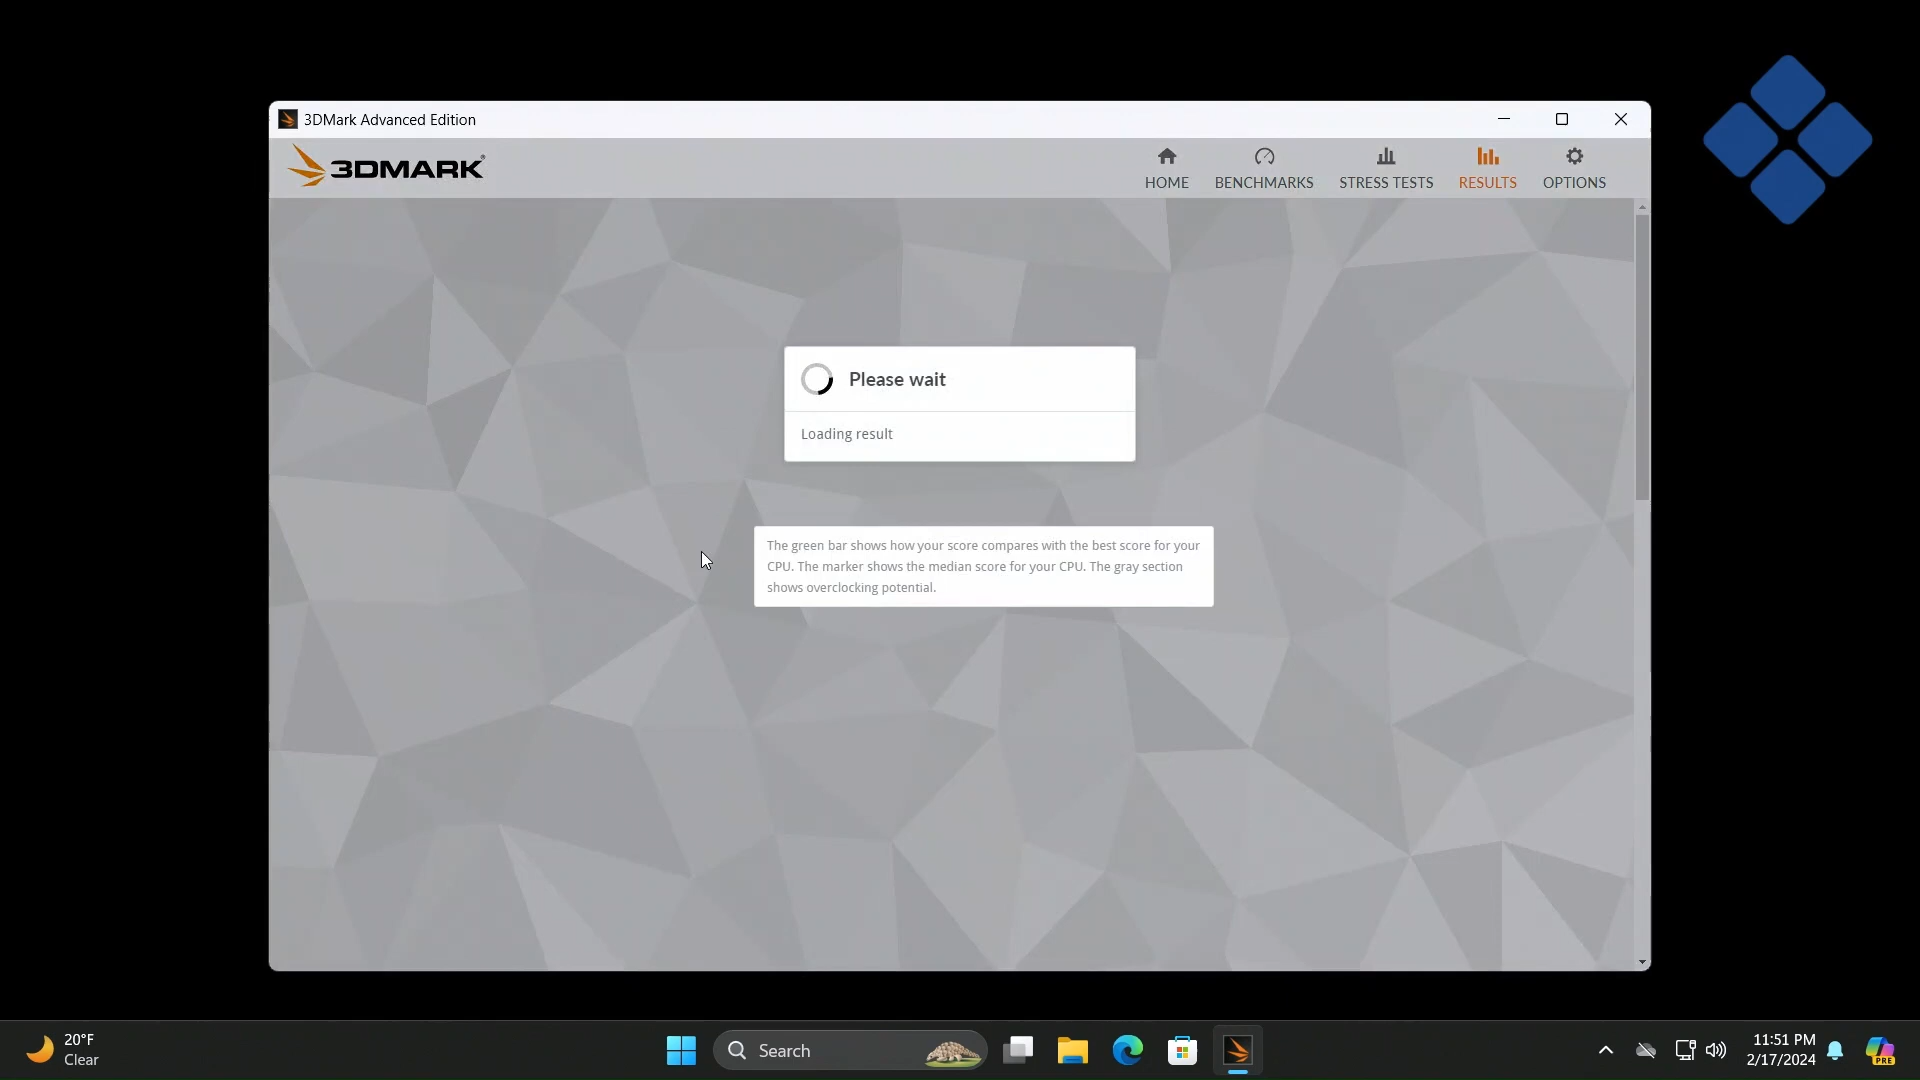 3DMark Advanced Edition
3DMARK®
HOME
BENCHMARKS
STRESS TESTS
RESULTS
OPTIONS
Please wait
Loading result
The green bar shows how your score compares with the best score for your
CPU. The marker shows the median score for your CPU. The gray section
shows overclocking potential.
20°F
Clear
Search
11:51 PM
2/17/2024
PRE